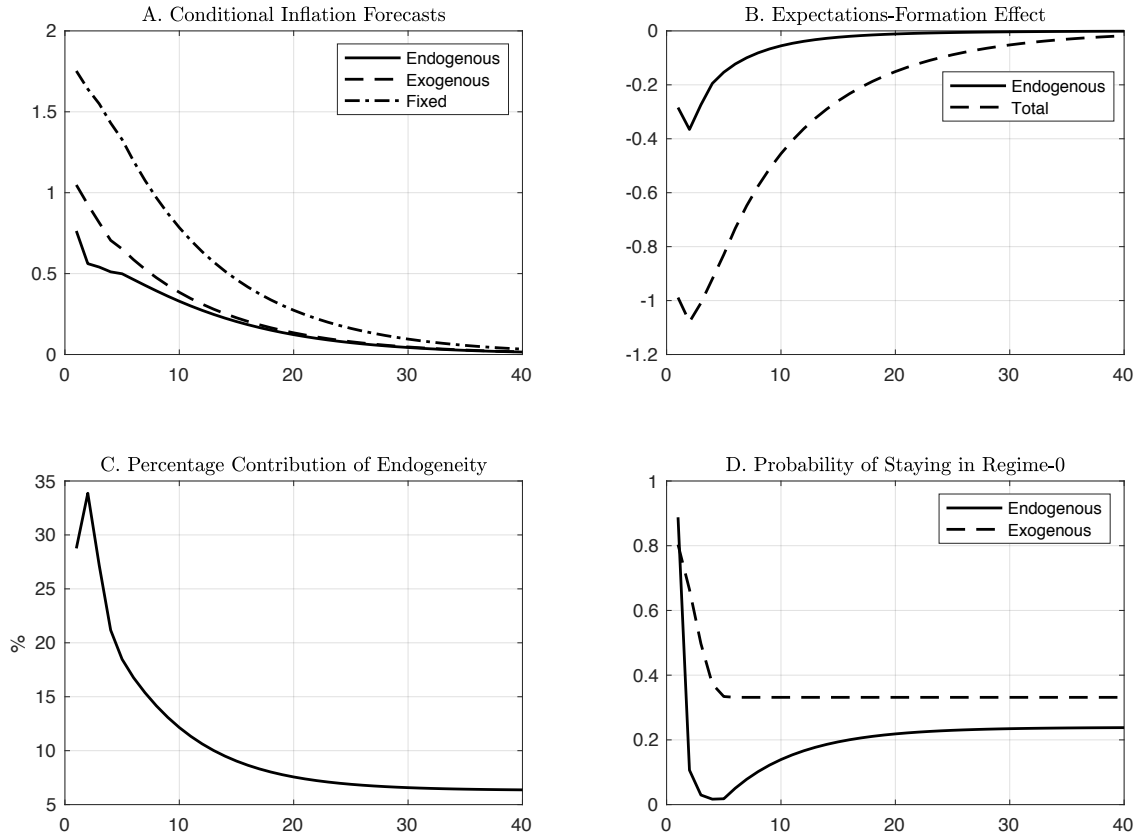 A. Conditional Inflation Forecasts
2
1.5
1
0.5
0
0 10 20 30 40
Endogenous
Exogenous
Fixed
B. Expectations-Formation Effect
0
-0.2
-0.4
-0.6
-0.8
-1
-1.2
0 10 20 30 40
Endogenous
Total
C. Percentage Contribution of Endogeneity
%
35
30
25
20
15
10
5
0 10 20 30 40
D. Probability of Staying in Regime-0
1
0.8
0.6
0.4
0.2
0
0 10 20 30 40
Endogenous
Exogenous